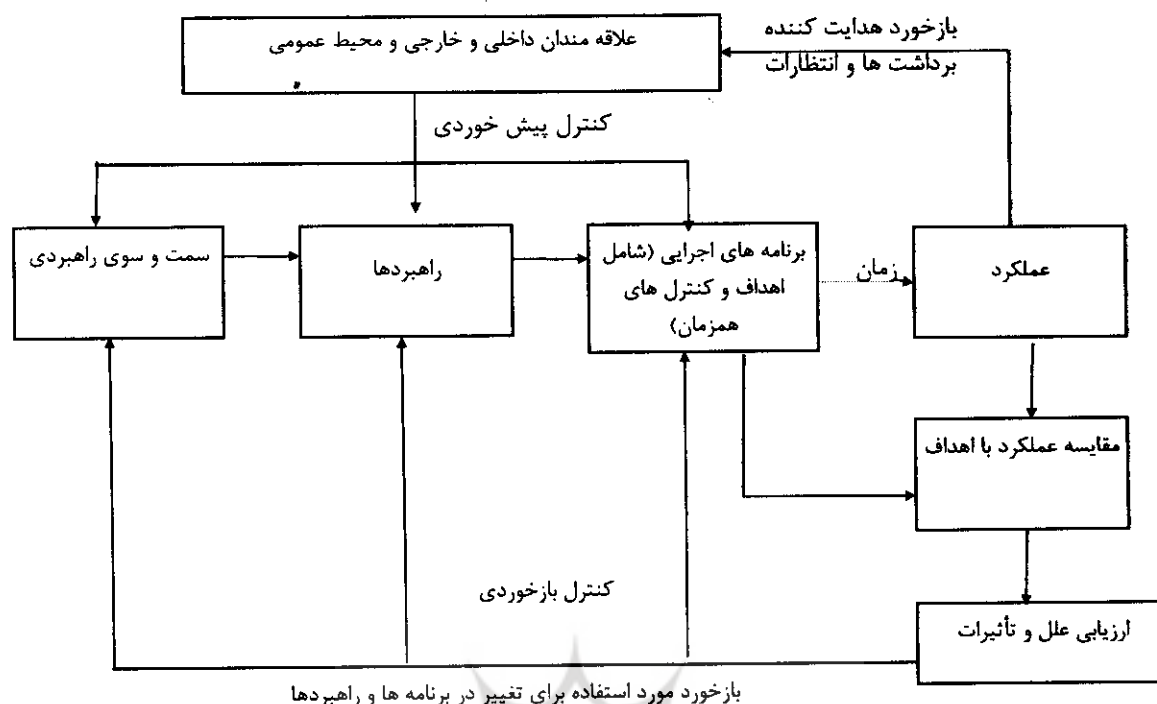 علاقه مندان داخلی و خارجی و محیط عمومی
بازخورد هدایت کننده
برداشت ها و انتظارات
کنترل پیش خوردی
سمت و سوی راهبردی
راهبردها
برنامه های اجرایی (شامل
اهداف و کنترل های
همزمان)
زمان
عملکرد
مقایسه عملکرد با اهداف
کنترل بازخوردی
ارزیابی علل و تأثیرات
بازخورد مورد استفاده برای تغییر در برنامه ها و راهبردها